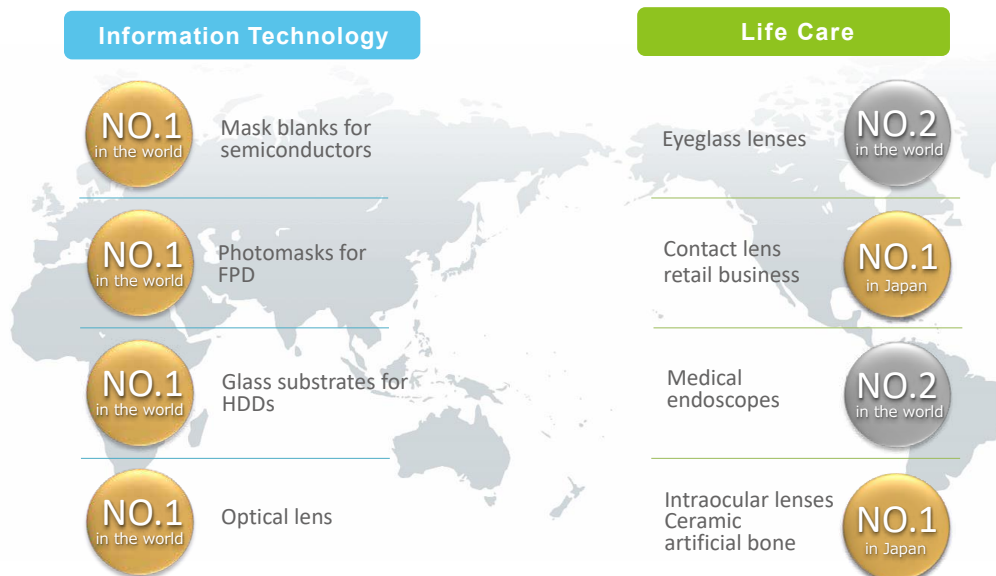 Information Technology
NO.1
in the world
Mask blanks for
semiconductors
NO.1
in the world
Photomasks for
FPD
NO.1
in the world
Glass substrates for
HDDs
NO.1
in the world
Optical lens
Life Care
Eyeglass lenses
NO.2
in the world
Contact lens
retail business
NO.1
in Japan
Medical
endoscopes
NO.2
in the world
Intraocular lenses
Ceramic
artificial bone
NO.1
in Japan